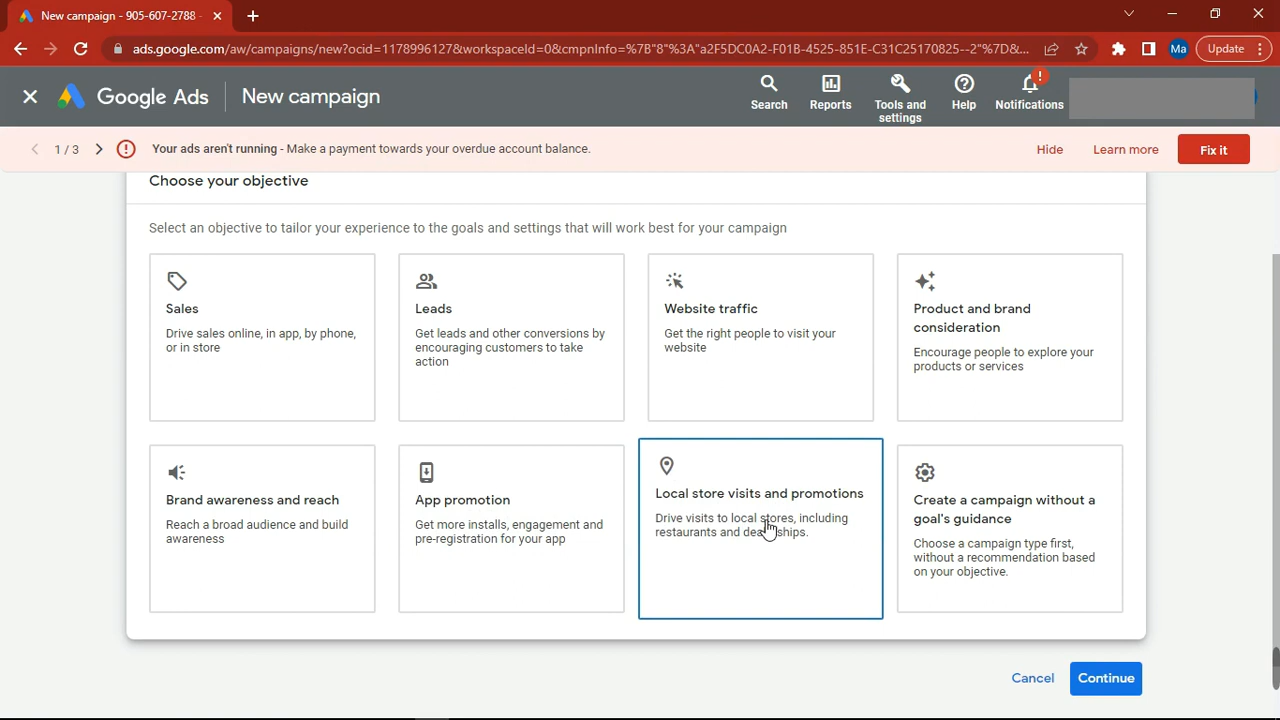 New campaign - 905-607-2788 -
ads.google.com/aw/campaigns/new?ocid=1178996127&workspaceId=0&cmpnInfo=%7B"8"%3A"a2F5DC0A2-F01B-4525-851E-C31C25170825--2"%7D&...
Ma
Update
Google Ads
New campaign
Search
Reports
Tools and
settings
Help
Notifications
1 / 3
Your ads aren't running - Make a payment towards your overdue account balance.
Hide
Learn more
Fix it
Choose your objective
Select an objective to tailor your experience to the goals and settings that will work best for your campaign
Sales
Drive sales online, in app, by phone,
or in store
Leads
Get leads and other conversions by
encouraging customers to take
action
Website traffic
Get the right people to visit your
website
Product and brand
consideration
Encourage people to explore your
products or services
Brand awareness and reach
Reach a broad audience and build
awareness
App promotion
Get more installs, engagement and
pre-registration for your app
Local store visits and promotions
Drive visits to local stores, including
restaurants and dealerships.
Create a campaign without a
goal's guidance
Choose a campaign type first,
without a recommendation based
on your objective.
Cancel
Continue